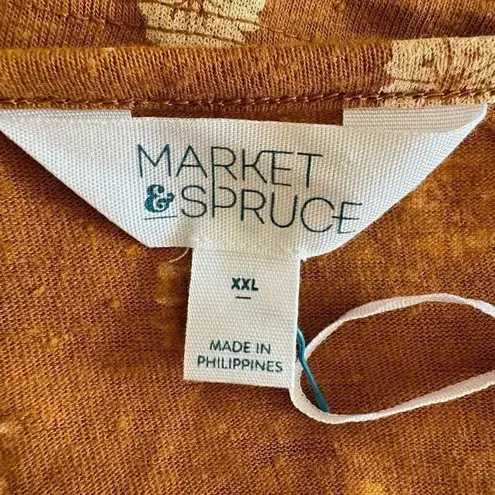 MARKET
&SPRUCE
XXL
MADE IN
PHILIPPINES